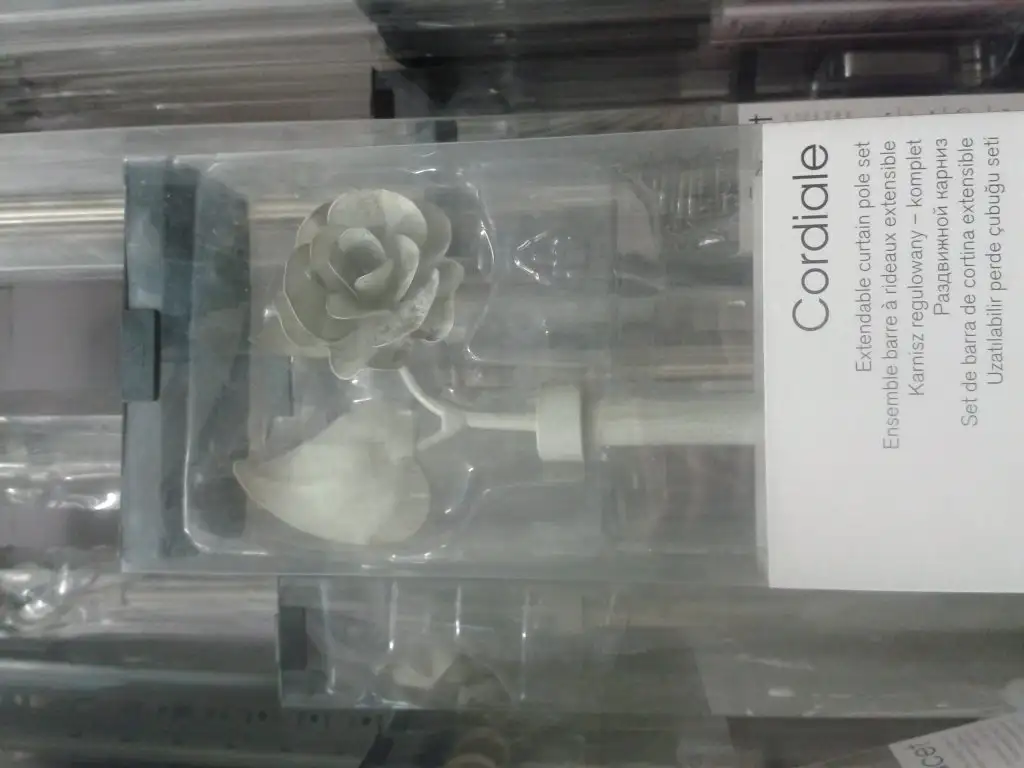 Cordiale
Extendable curtain pole set
Ensemble barre à rideaux extensible
Karnisz regulowany – komplet
Раздвижной карниз
Set de barra de cortina extensible
Uzatılabilir perde çubuğu seti